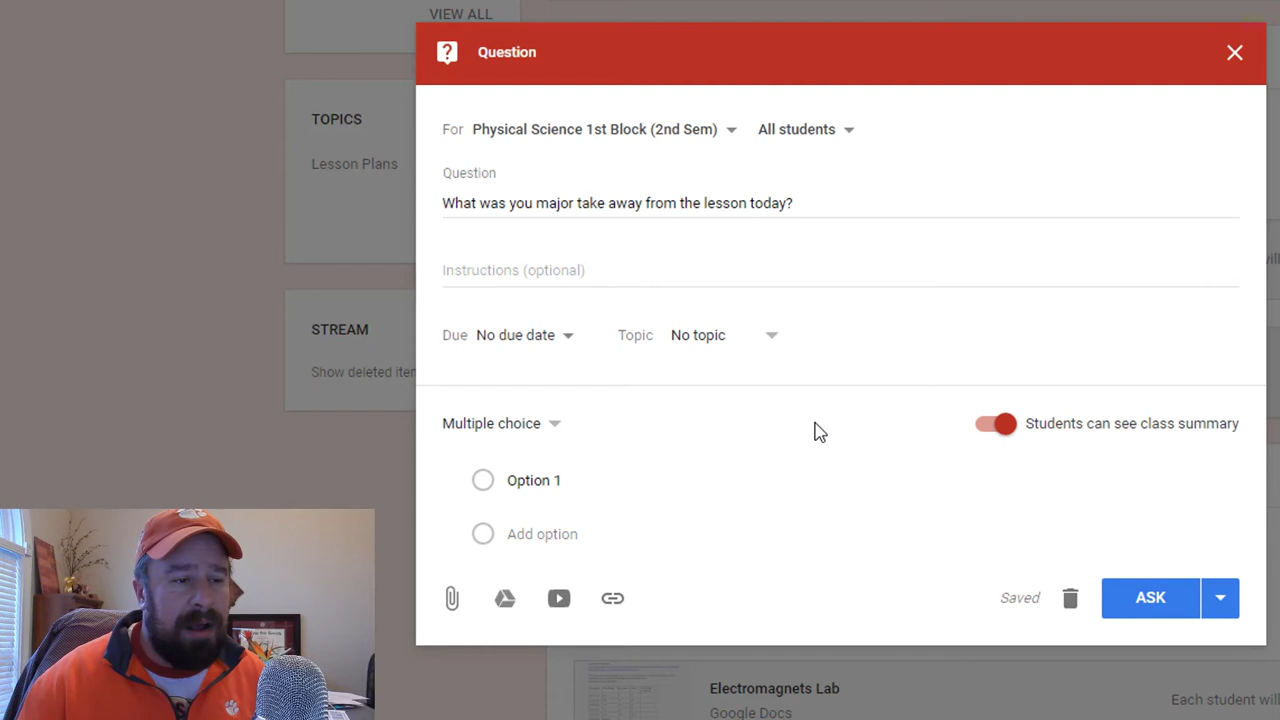 VIEW ALL
Question
TOPICS
Lesson Plans
For Physical Science 1st Block (2nd Sem) All students
Question
What was you major take away from the lesson today?
Instructions (optional)
STREAM
Show deleted iter
Due No due date Topic No topic
Multiple choice
Students can see class summary
Option 1
Add option
Saved
ASK
Electromagnets Lab
Google Docs
Each student will